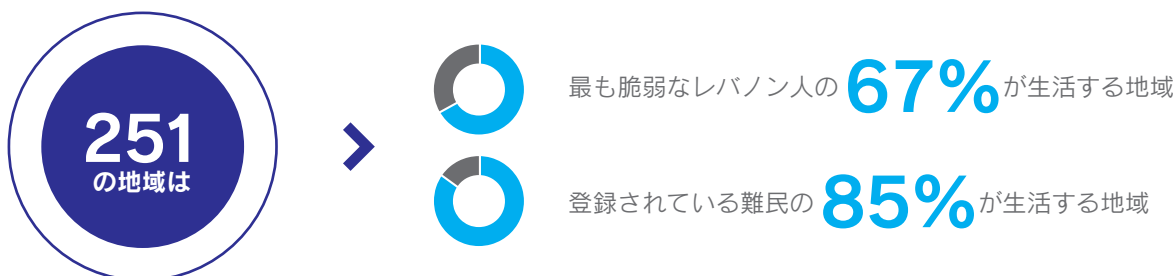 251
の地域は
最も脆弱なレバノン人の67%が生活する地域
登録されている難民の85%が生活する地域